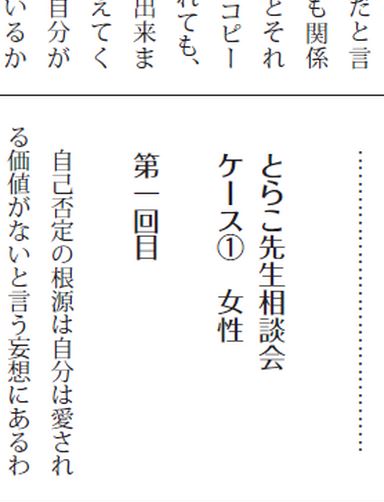 だと言
も関係
とそれ
コピー
れても、
出来ま
えてく
自分が
いるか
とらこ先生相談会
ケース① 女性
第一回目
自己否定の根源は自分は愛され
る価値がないと言う妄想にあるわ